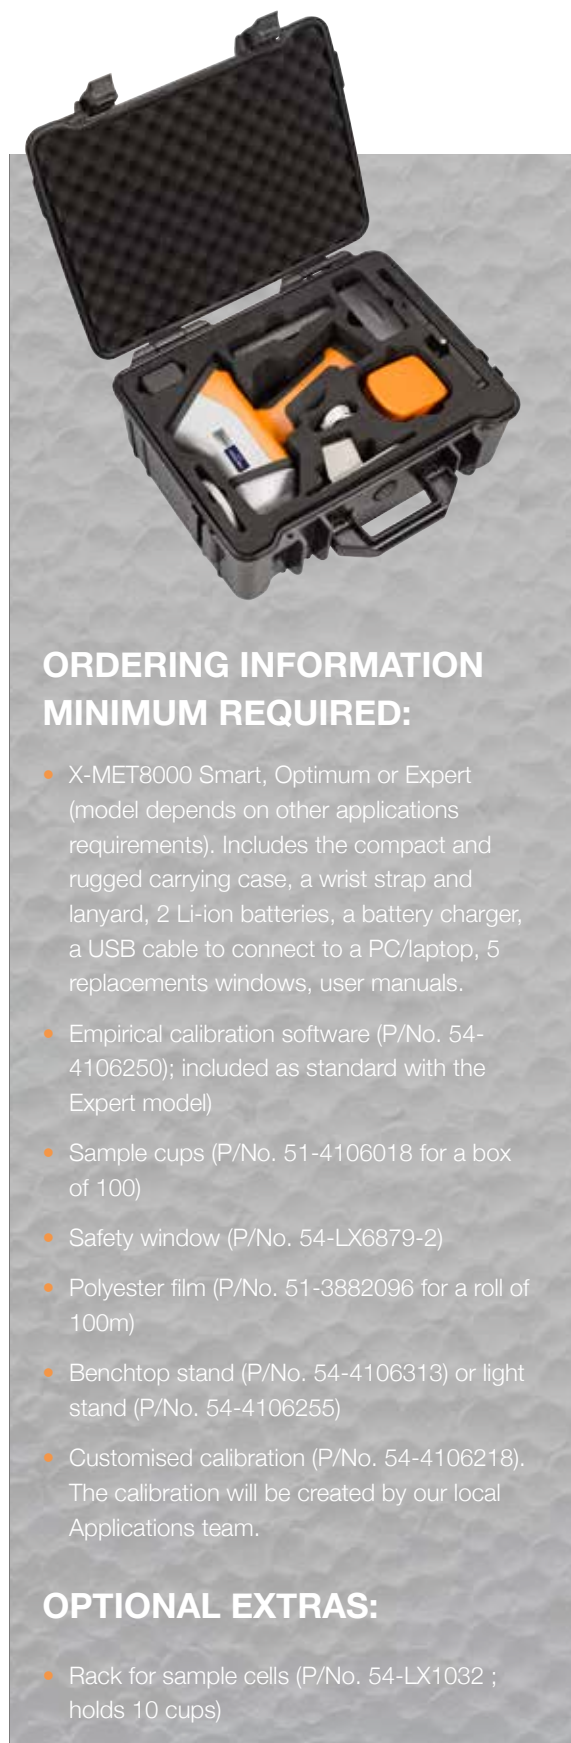 ORDERING INFORMATION
MINIMUM REQUIRED:
• X-MET8000 Smart, Optimum or Expert
(model depends on other applications
requirements). Includes the compact and
rugged carrying case, a wrist strap and
lanyard, 2 Li-ion batteries, a battery charger,
a USB cable to connect to a PC/laptop, 5
replacements windows, user manuals.
• Empirical calibration software (P/No. 54-
4106250); included as standard with the
Expert model)
• Sample cups (P/No. 51-4106018 for a box
of 100)
• Safety window (P/No. 54-LX6879-2)
• Polyester film (P/No. 51-3882096 for a roll of
100m)
• Benchtop stand (P/No. 54-4106313) or light
stand (P/No. 54-4106255)
• Customised calibration (P/No. 54-4106218).
The calibration will be created by our local
Applications team.
OPTIONAL EXTRAS:
• Rack for sample cells (P/No. 54-LX1032 ;
holds 10 cups)